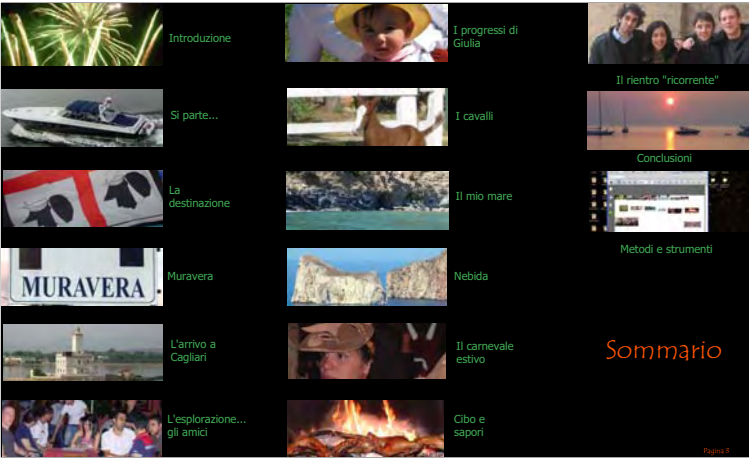 Introduzione
Si parte...
La
destinazione
MURAVERA
Muravera
L'arrivo a
Cagliari
L'esplorazione...
gli amici
I progressi di
Giulia
I cavalli
Il mio mare
Nebida
Il carnevale
estivo
Cibo e
sapori
Il rientro "ricorrente"
Conclusioni
Metodi e strumenti
Sommario
Pagina 8